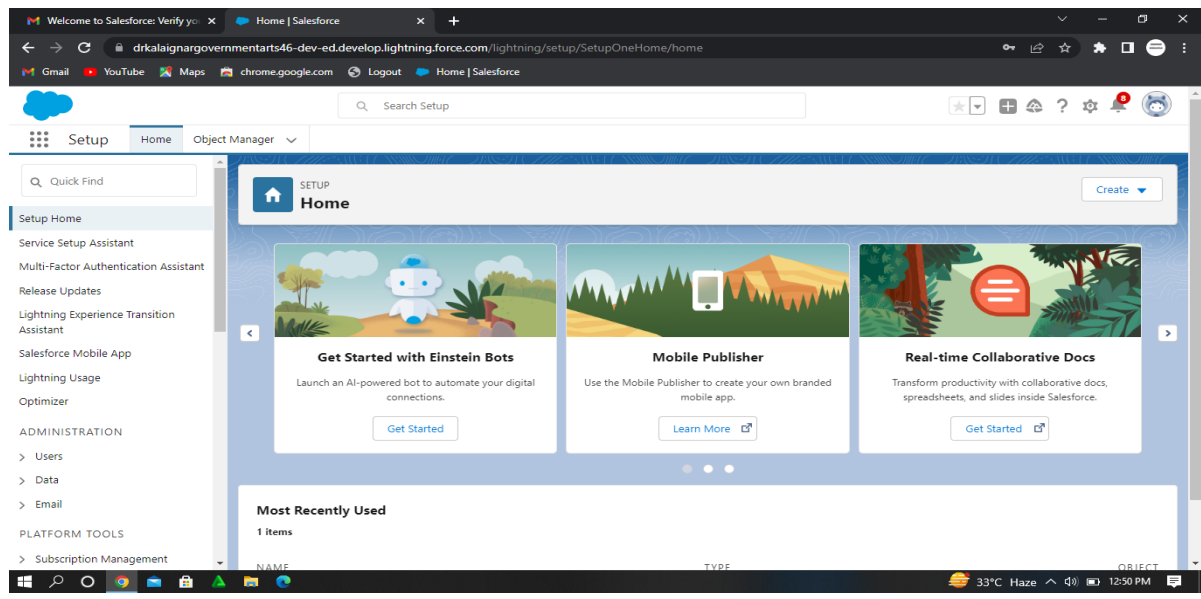 Welcome to Salesforce: Verify yo
Home | Salesforce
drkalaignargovernmentarts46-dev-ed.develop.lightning.force.com/lightning/setup/SetupOneHome/home
Gmail
YouTube
Maps
chrome.google.com
Logout
Home | Salesforce
Search Setup
8
Setup
Home
Object Manager
Quick Find
Setup Home
Service Setup Assistant
Multi-Factor Authentication Assistant
Release Updates
Lightning Experience Transition
Assistant
Salesforce Mobile App
Lightning Usage
Optimizer
ADMINISTRATION
Users
Data
Email
PLATFORM TOOLS
Subscription Management
SETUP
Home
Create
Get Started with Einstein Bots
Launch an AI-powered bot to automate your digital
connections.
Get Started
Mobile Publisher
Use the Mobile Publisher to create your own branded
mobile app.
Learn More
Real-time Collaborative Docs
Transform productivity with collaborative docs,
spreadsheets, and slides inside Salesforce.
Get Started
Most Recently Used
1 items
NAME
TYPE
OBJECT
33°C Haze
12:50 PM